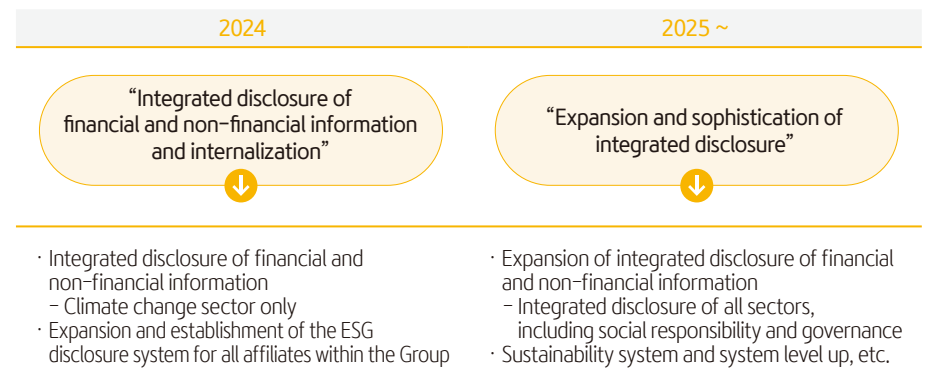 2024
“Integrated disclosure of
financial and non-financial information
and internalization”
· Integrated disclosure of financial and
non-financial information
- Climate change sector only
· Expansion and establishment of the ESG
disclosure system for all affiliates within the Group
2025 ~
“Expansion and sophistication of
integrated disclosure”
· Expansion of integrated disclosure of financial
and non-financial information
- Integrated disclosure of all sectors,
including social responsibility and governance
· Sustainability system and system level up, etc.